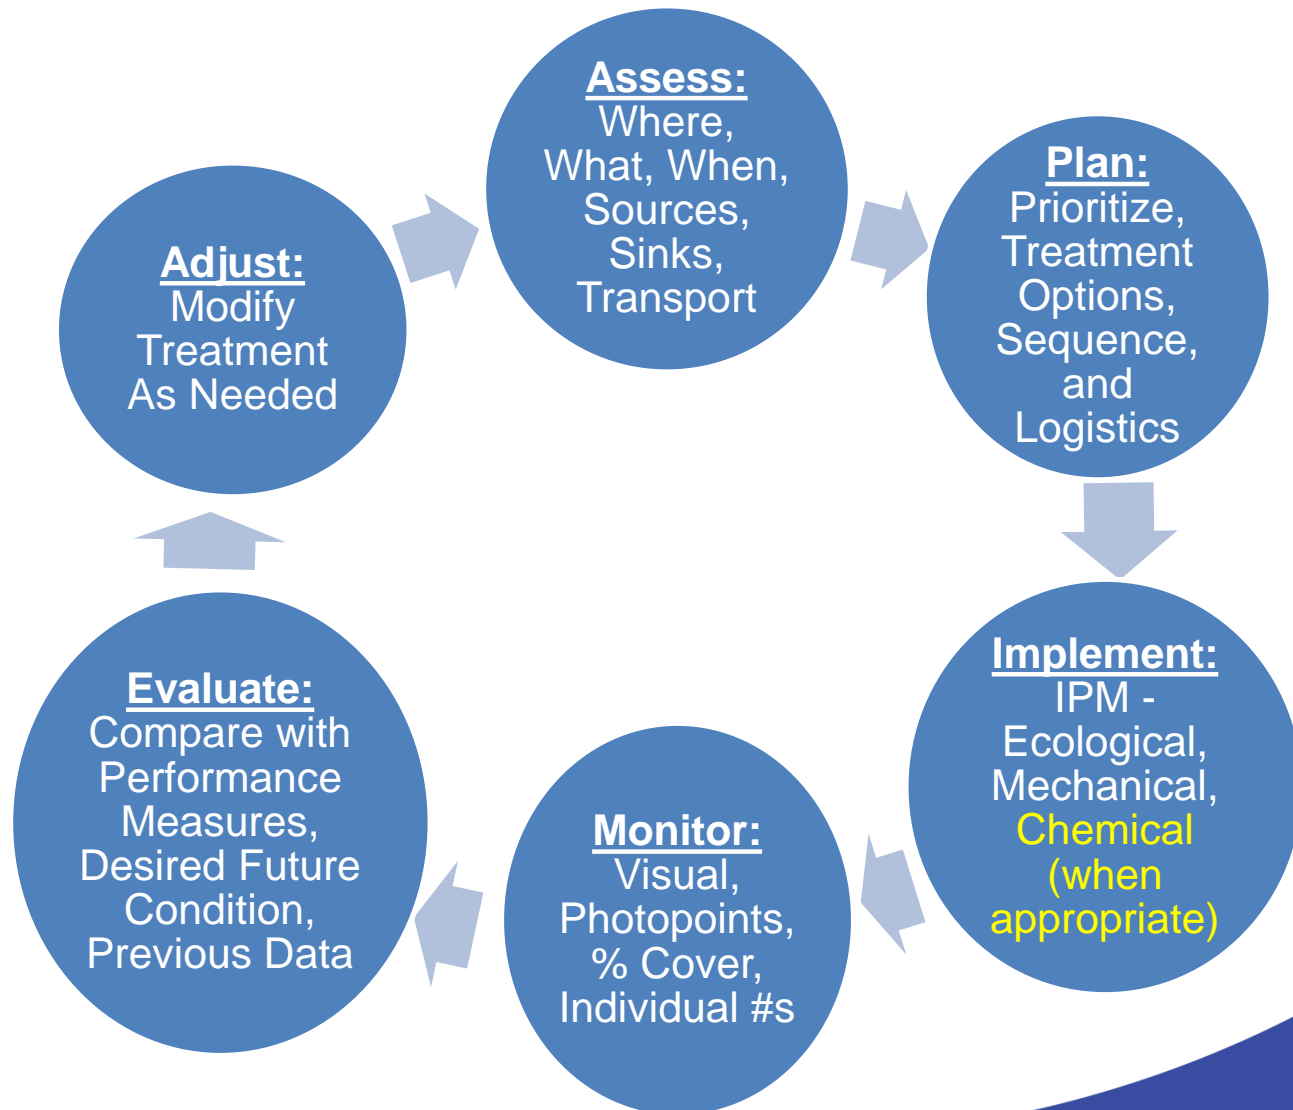 Assess:
Where,
What, When,
Sources,
Sinks,
Transport
Plan:
Prioritize,
Treatment
Options,
Sequence,
and
Logistics
Implement:
IPM -
Ecological,
Mechanical,
Chemical
(when
appropriate)
Monitor:
Visual,
Photopoints,
% Cover,
Individual #s
Evaluate:
Compare with
Performance
Measures,
Desired Future
Condition,
Previous Data
Adjust:
Modify
Treatment
As Needed